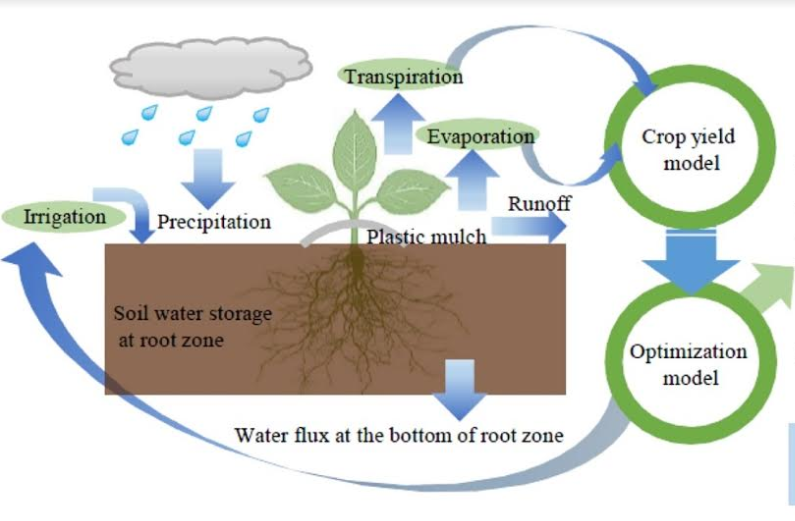 Transpiration
Evaporation
Crop yield
model
Irrigation
Precipitation
Runoff
Plastic mulch
Soil water storage
at root zone
Optimization
model
Water flux at the bottom of root zone